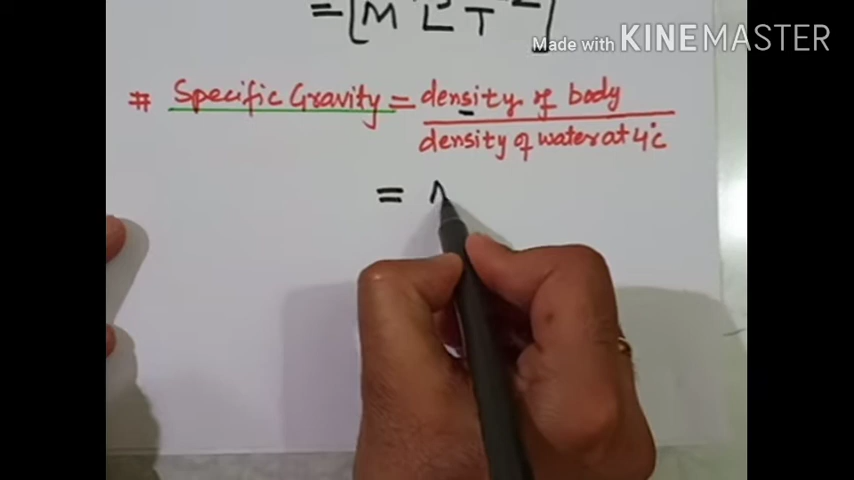 = [M L T
Made with KINEMASTER
# Specific Gravity = density of body
density of water at 4°C
=